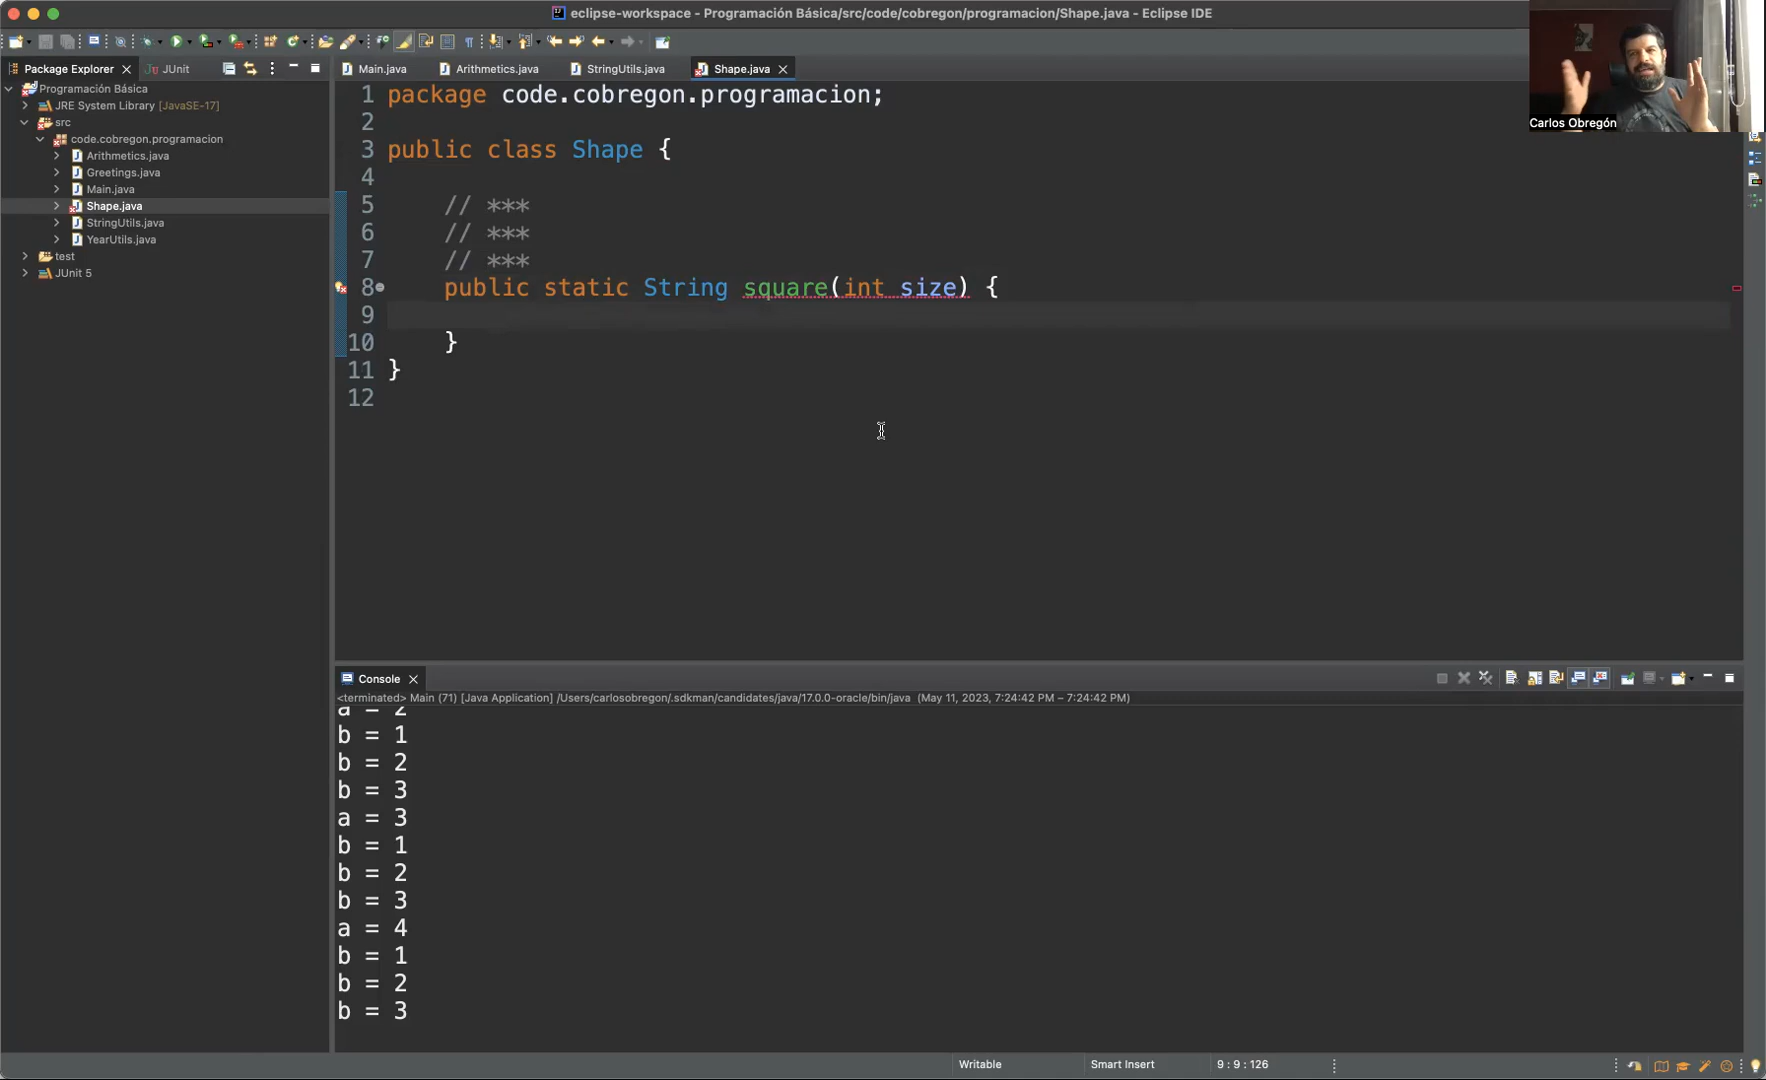 eclipse-workspace - Programación Básica/src/code/cobregon/programacion/Shape.java - Eclipse IDE
Package Explorer
JUnit
Main.java
Arithmetics.java
StringUtils.java
Shape.java
Programación Básica
JRE System Library [JavaSE-17]
src
code.cobregon.programacion
Arithmetics.java
Greetings.java
Main.java
Shape.java
StringUtils.java
YearUtils.java
test
JUnit 5
1 package code.cobregon.programacion;
2
3 public class Shape {
4
5 // ***
6 // ***
7 // ***
8 public static String square(int size) {
9
10 }
11 }
12
Carlos Obregón
Console
<terminated> Main (71) [Java Application] /Users/carlosobregon/.sdkman/candidates/java/17.0.0-oracle/bin/java (May 11, 2023, 7:24:42 PM – 7:24:42 PM)
a = 2
b = 1
b = 2
b = 3
a = 3
b = 1
b = 2
b = 3
a = 4
b = 1
b = 2
b = 3
Writable
Smart Insert
9 : 9 : 126